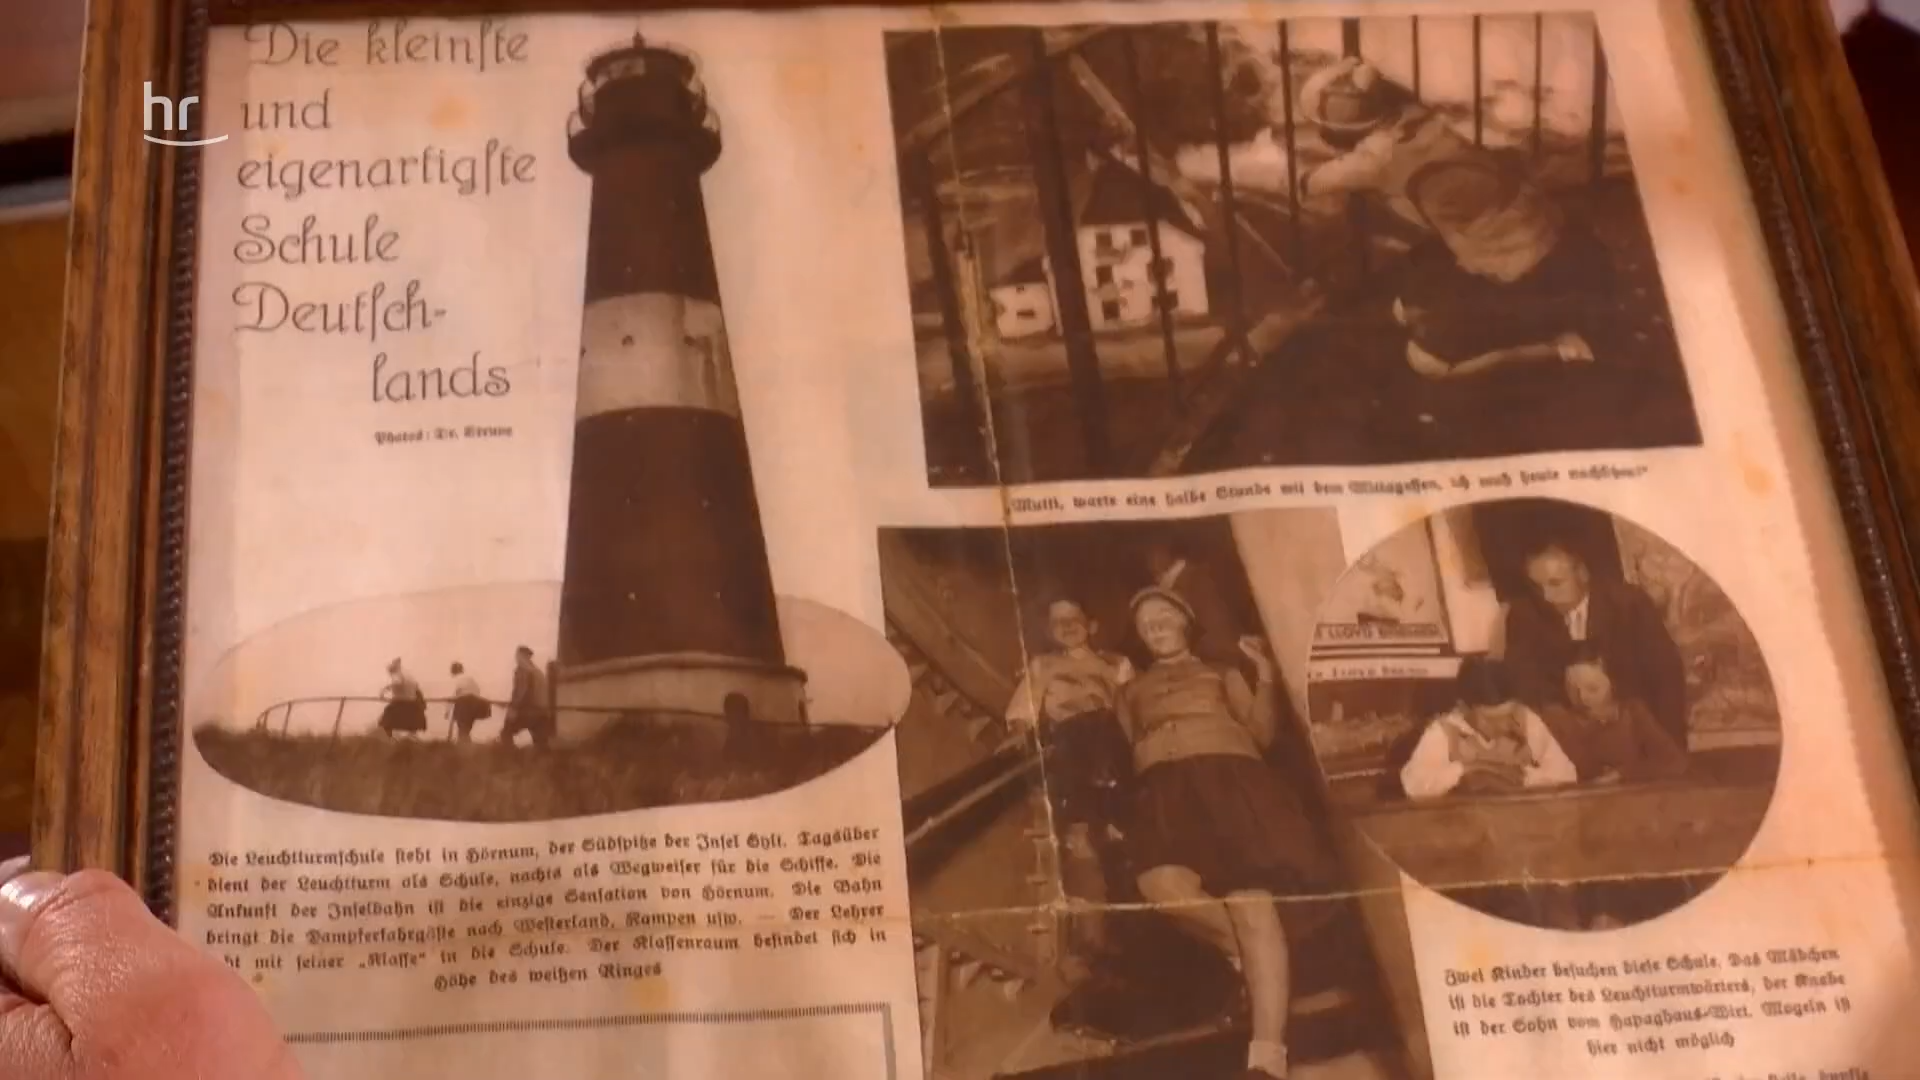 hr
Die kleinste
und
eigenartigste
Schule
Deutsch-
lands
Photos: Dr. Struve
„Mutti, warte eine halbe Stunde mit dem Mittagessen, ich muß heute nachsitzen!“
LLOYD BREMEN
LLOYD
Die Leuchtturmschule steht in Hörnum, der Südspitze der Insel Sylt. Tagsüber
dient der Leuchtturm als Schule, nachts als Wegweiser für die Schiffe. Die
Ankunft der Inselbahn ist die einzige Sensation von Hörnum. Die Bahn
bringt die Dampferfahrgäste nach Westerland, Kampen usw. — Der Lehrer
ht mit seiner „Klasse“ in die Schule. Der Klassenraum befindet sich in
Höhe des weißen Ringes
Zwei Kinder besuchen diese Schule. Das Mädchen
ist die Tochter des Leuchtturmwärters, der Knabe
ist der Sohn vom Hapaghaus-Wirt. Mogeln ist
hier nicht möglich